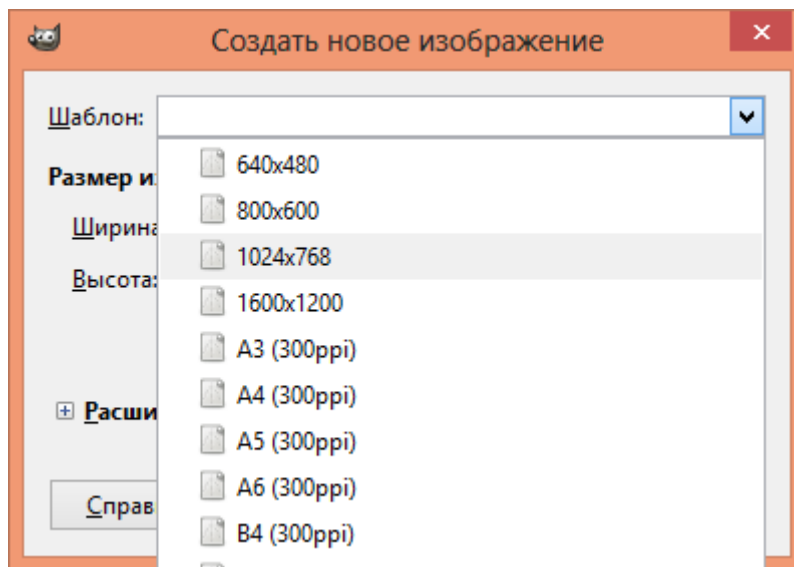 Создать новое изображение
Шаблон:
640x480
Размер и
800x600
Ширина
1024x768
Высота:
1600x1200
A3 (300ppi)
A4 (300ppi)
Расши
A5 (300ppi)
A6 (300ppi)
Справ
B4 (300ppi)